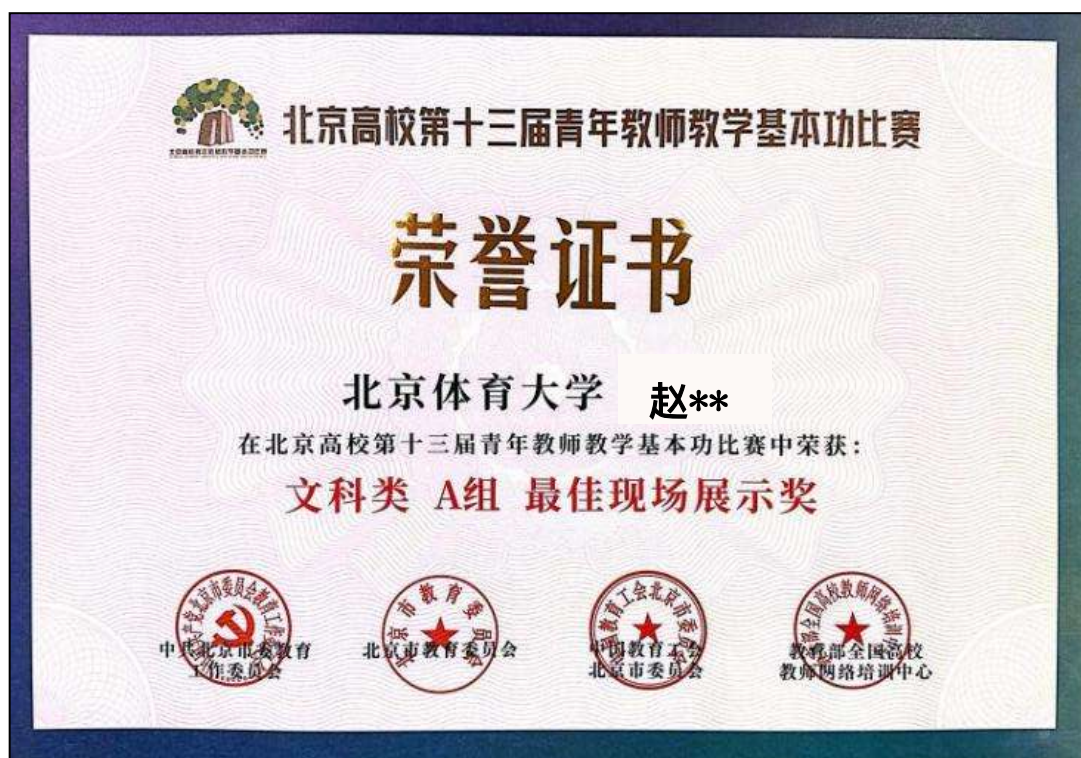 北京高校第十三届青年教师教学基本功比赛
荣誉证书
北京体育大学 赵**
在北京高校第十三届青年教师教学基本功比赛中荣获:
文科类 A组 最佳现场展示奖
中共北京市委教育
工作委员会
北京市教育委员会
中国教育工会
北京市委员会
教育部全国高校
教师网络培训中心